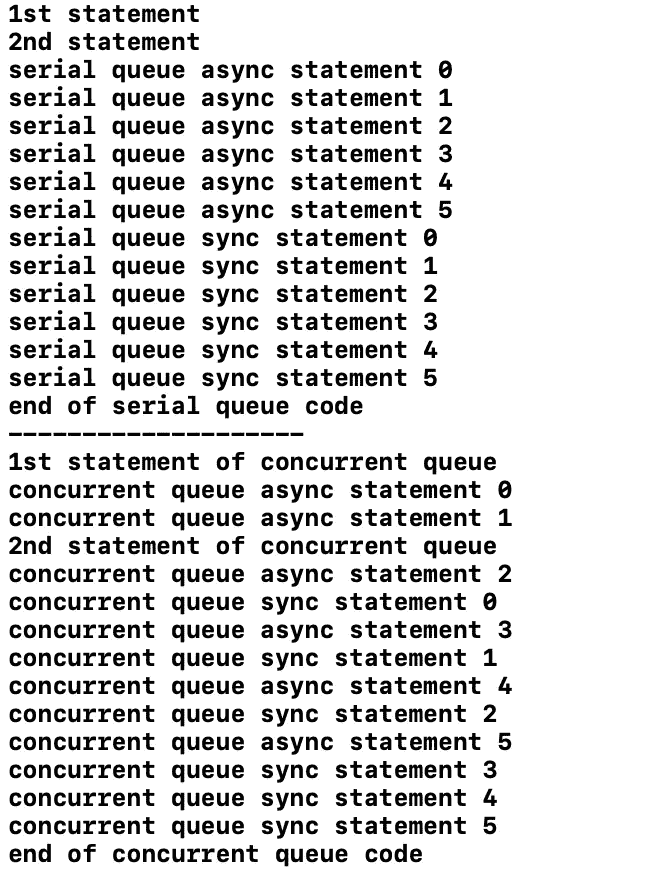 1st statement
2nd statement
serial queue async statement 0
serial queue async statement 1
serial queue async statement 2
serial queue async statement 3
serial queue async statement 4
serial queue async statement 5
serial queue sync statement 0
serial queue sync statement 1
serial queue sync statement 2
serial queue sync statement 3
serial queue sync statement 4
serial queue sync statement 5
end of serial queue code
--------------------
1st statement of concurrent queue
concurrent queue async statement 0
concurrent queue async statement 1
2nd statement of concurrent queue
concurrent queue async statement 2
concurrent queue sync statement 0
concurrent queue async statement 3
concurrent queue sync statement 1
concurrent queue async statement 4
concurrent queue sync statement 2
concurrent queue async statement 5
concurrent queue sync statement 3
concurrent queue sync statement 4
concurrent queue sync statement 5
end of concurrent queue code